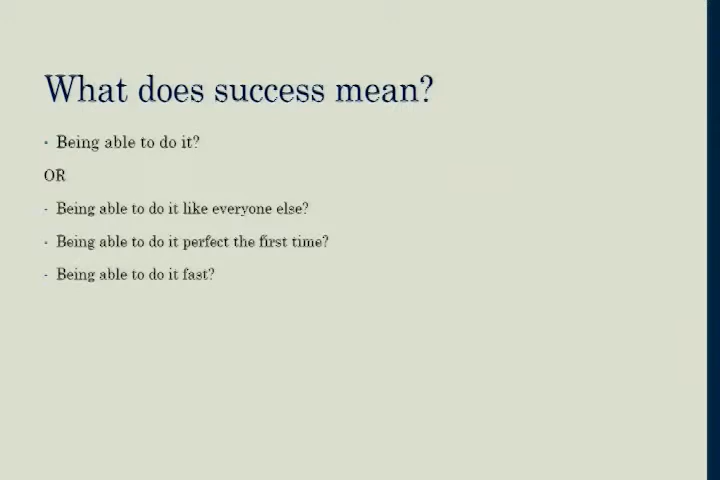 What does success mean?
• Being able to do it?
OR
- Being able to do it like everyone else?
- Being able to do it perfect the first time?
- Being able to do it fast?